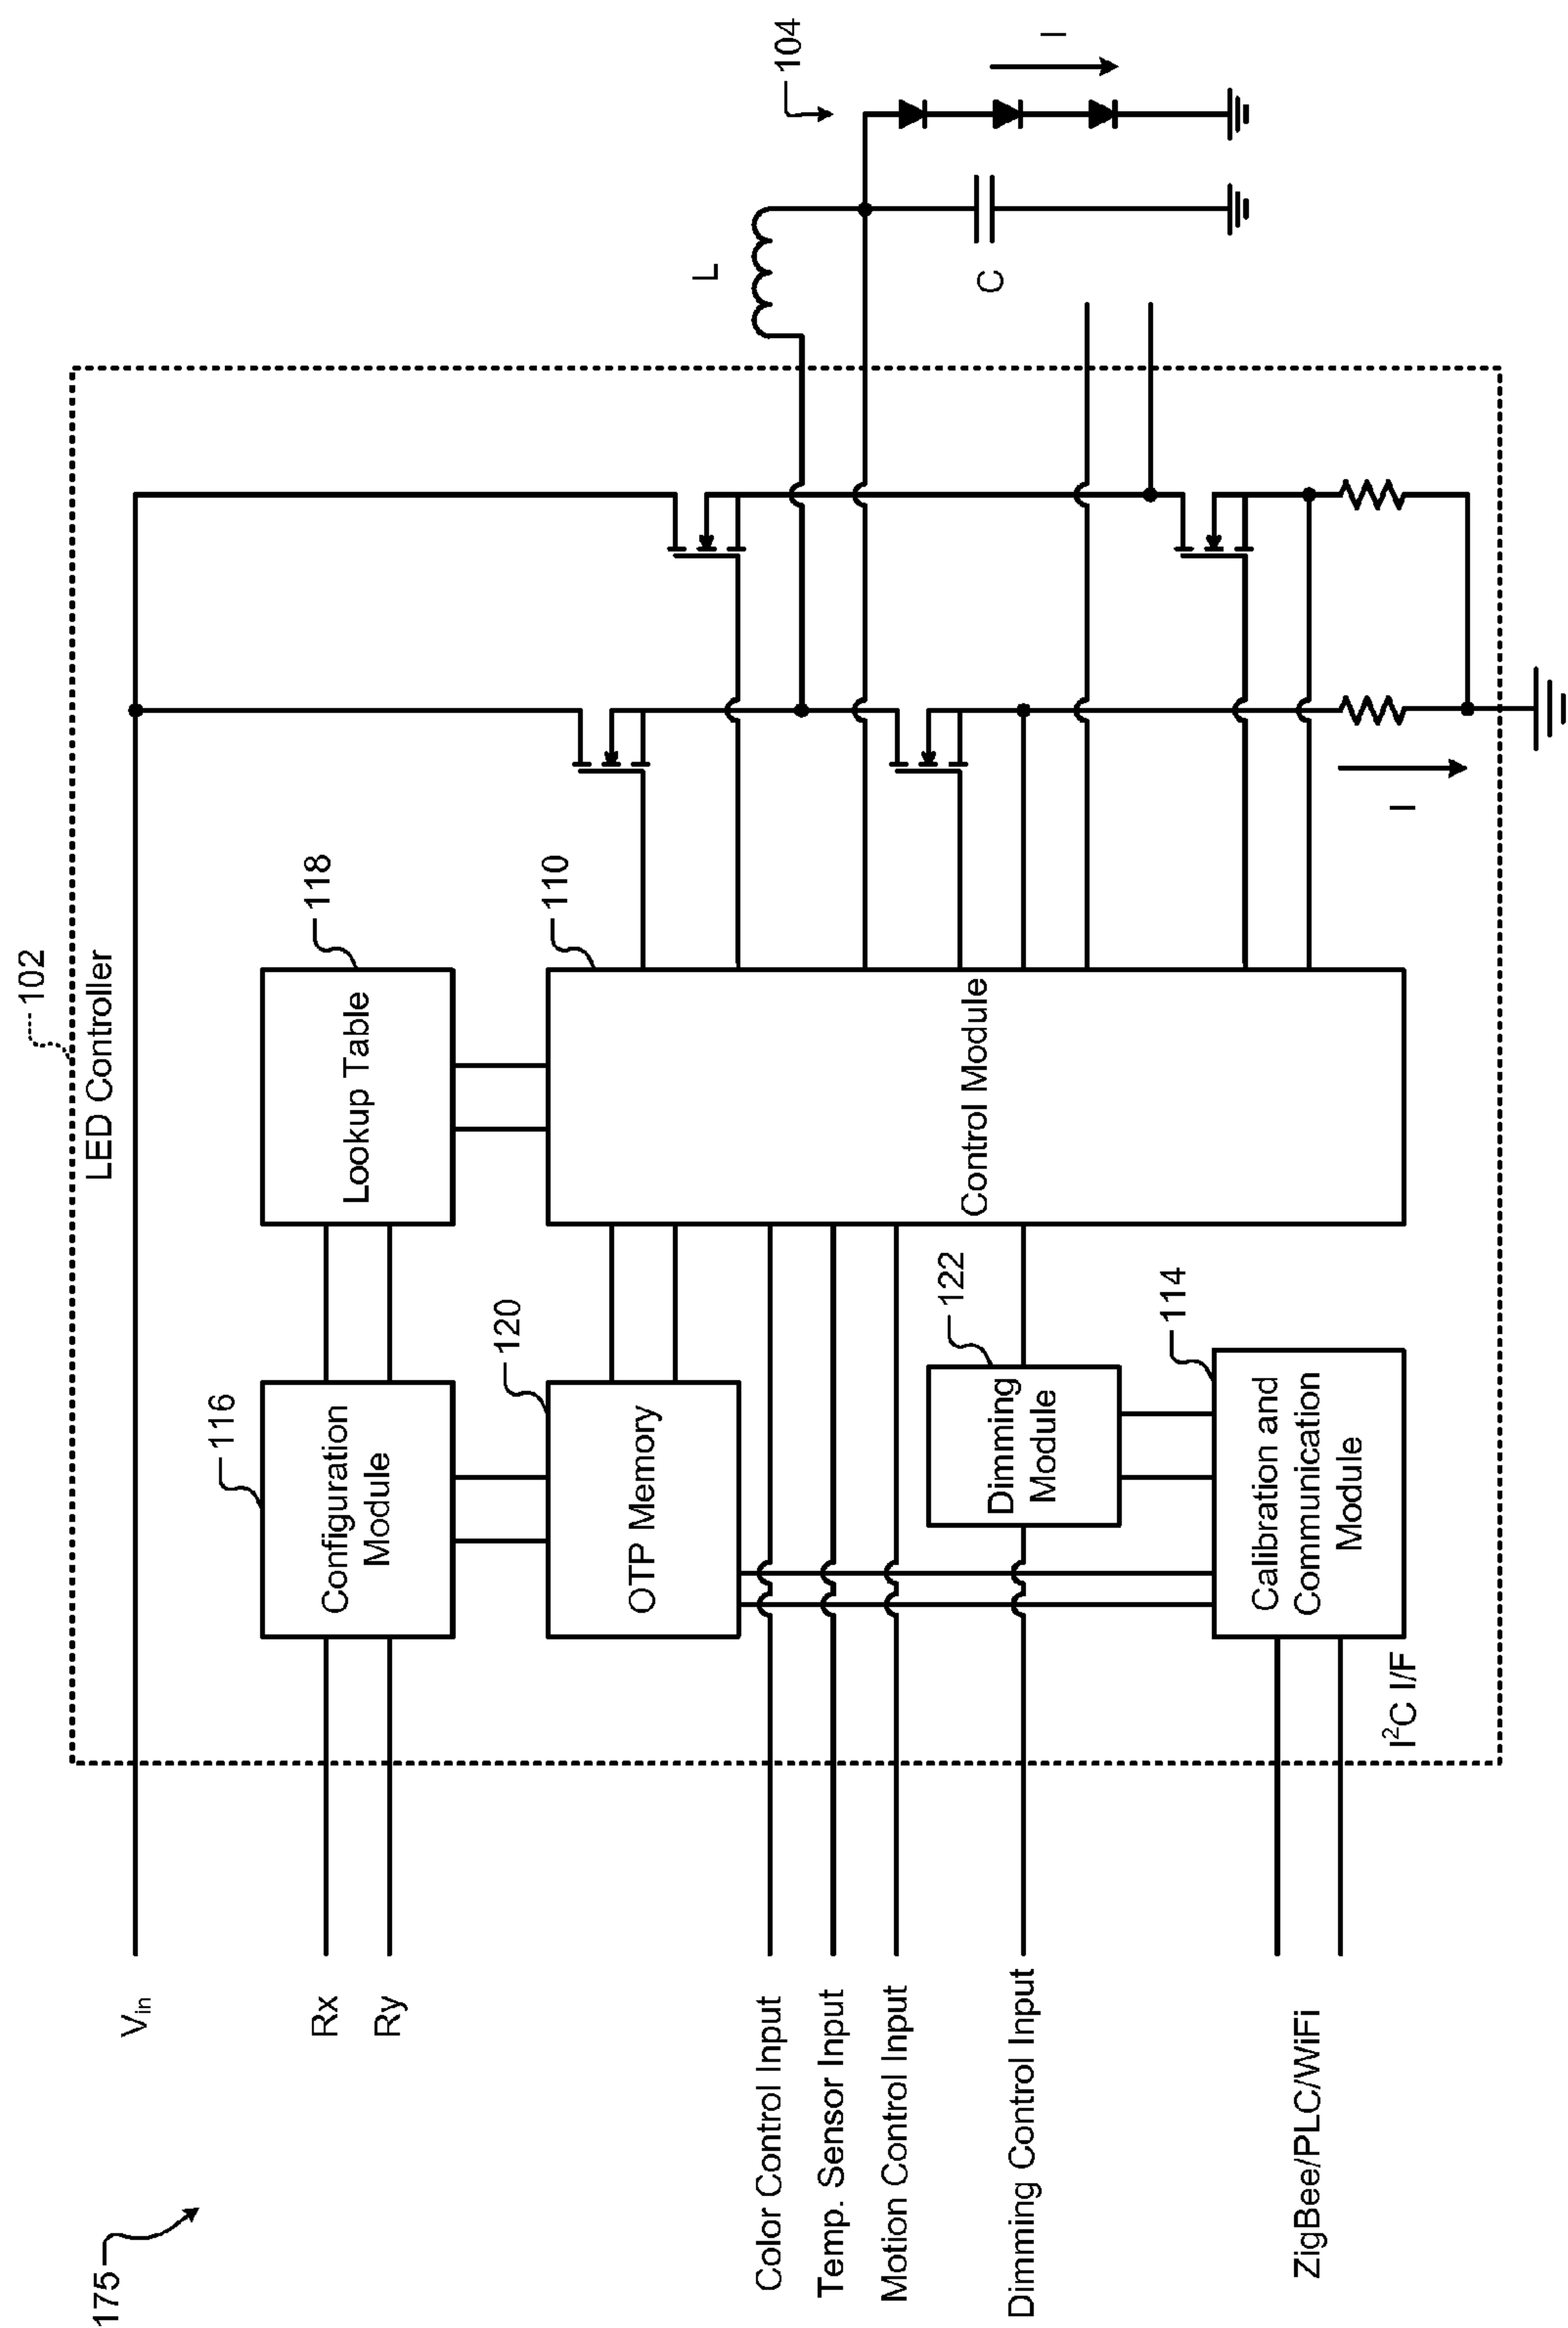 175
102
LED Controller
V_in
Rx
Ry
116
Configuration
Module
118
Lookup Table
120
OTP Memory
110
Control Module
Color Control Input
Temp. Sensor Input
Motion Control Input
Dimming Control Input
122
Dimming
Module
114
Calibration and
Communication
Module
I²C I/F
ZigBee/PLC/WiFi
L
C
104
I
I